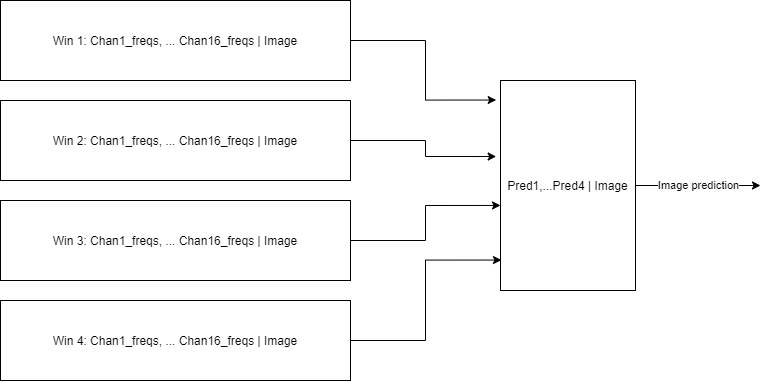 Win 1: Chan1_freqs, ... Chan16_freqs | Image
Win 2: Chan1_freqs, ... Chan16_freqs | Image
Win 3: Chan1_freqs, ... Chan16_freqs | Image
Win 4: Chan1_freqs, ... Chan16_freqs | Image
Pred1,...Pred4 | Image
Image prediction